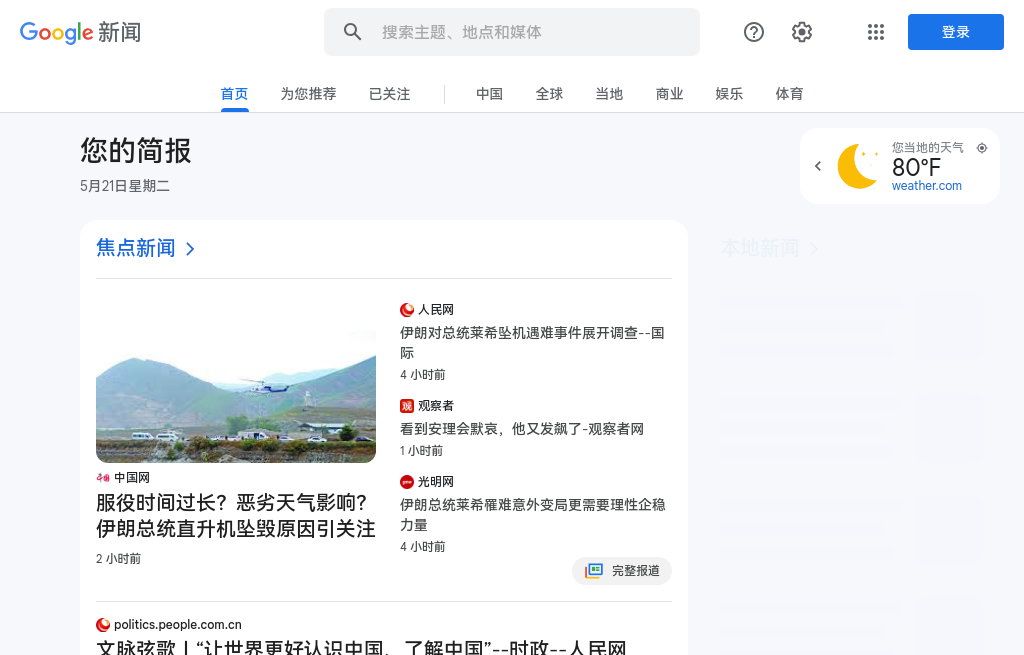 Google 新闻
搜索主题、地点和媒体
登录
首页 为您推荐 已关注 中国 全球 当地 商业 娱乐 体育
您的简报
5月21日星期二
您当地的天气
80°F
weather.com
焦点新闻
本地新闻
中国网
服役时间过长？恶劣天气影响？
伊朗总统直升机坠毁原因引关注
2 小时前
人民网
伊朗对总统莱希坠机遇难事件展开调查--国
际
4 小时前
观察者
看到安理会默哀，他又发飙了-观察者网
1 小时前
光明网
伊朗总统莱希罹难意外变局更需要理性企稳
力量
4 小时前
完整报道
politics.people.com.cn
文脉弦歌丨“让世界更好认识中国、了解中国”--时政--人民网